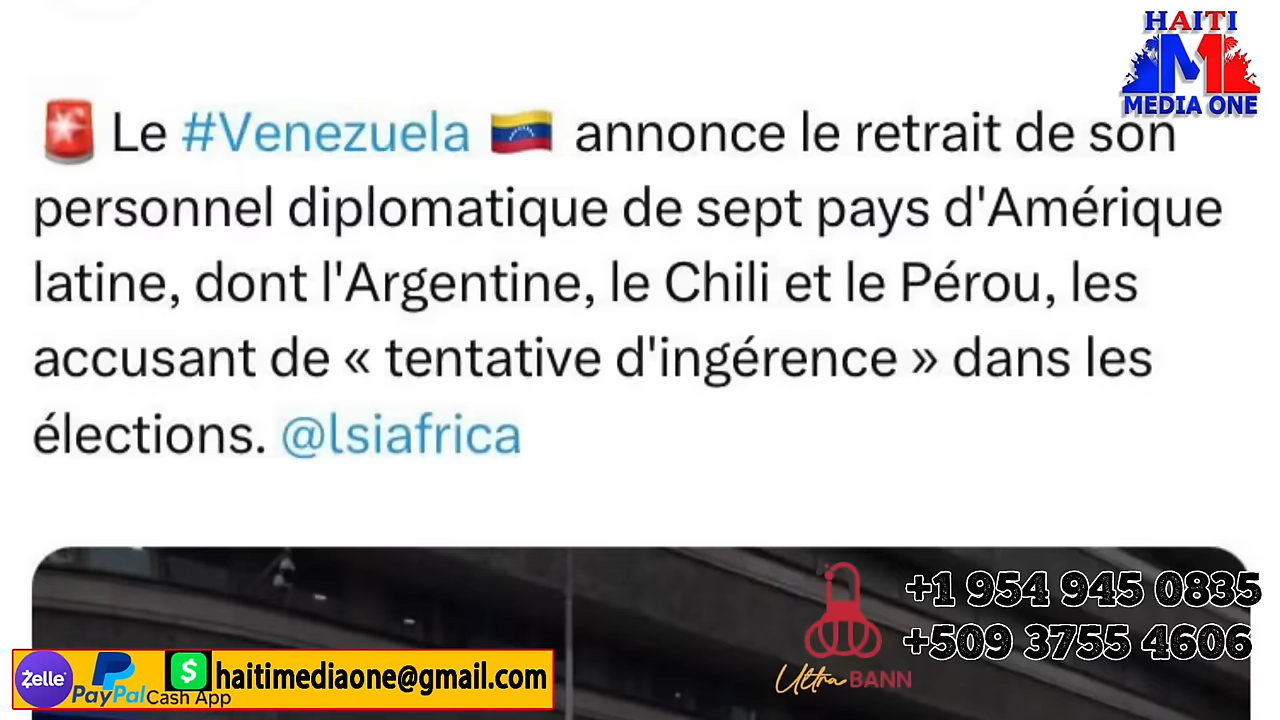 HAITI
M
MEDIA ONE
🚨 Le #Venezuela 🇻🇪 annonce le retrait de son
personnel diplomatique de sept pays d'Amérique
latine, dont l'Argentine, le Chili et le Pérou, les
accusant de « tentative d'ingérence » dans les
élections. @lsiafrica
+1 954 945 0835
+509 3755 4606
Ultra BANN
Zelle PayPal $ Cash App haitimediaone@gmail.com